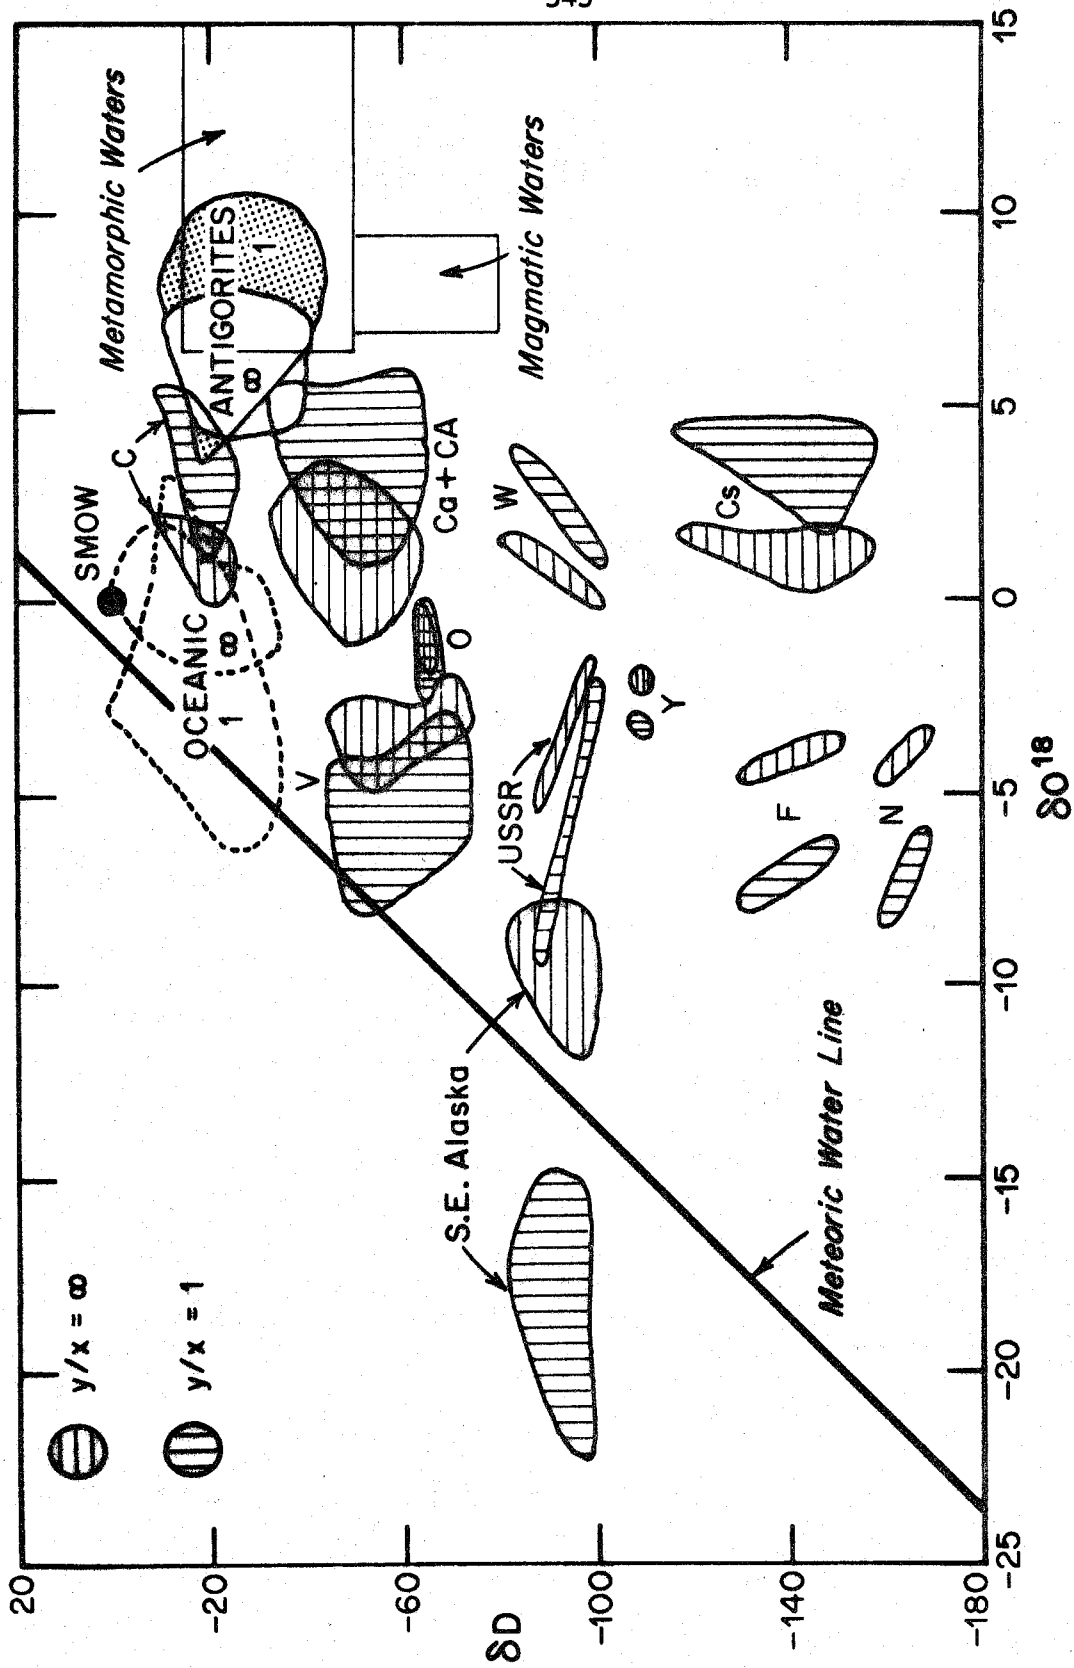 y/x = ∞
y/x = 1
SMOW
C
Metamorphic Waters
OCEANIC
∞
1
ANTIGORITES
∞
1
Magmatic Waters
V
O
Ca + CA
S.E. Alaska
USSR
W
Y
Cs
F
N
Meteoric Water Line
δD
20
-20
-60
-100
-140
-180
-25
-20
-15
-10
-5
0
5
10
15
δO18